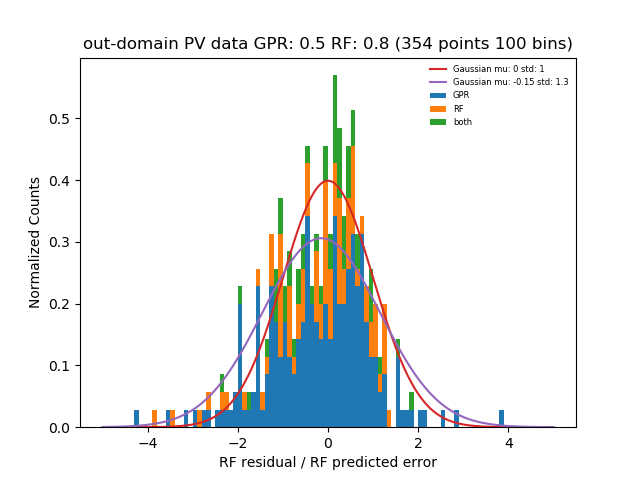 out-domain PV data GPR: 0.5 RF: 0.8 (354 points 100 bins)
Gaussian mu: 0 std: 1
Gaussian mu: -0.15 std: 1.3
GPR
RF
both
Normalized Counts
0.5
0.4
0.3
0.2
0.1
0.0
−4 −2 0 2 4
RF residual / RF predicted error